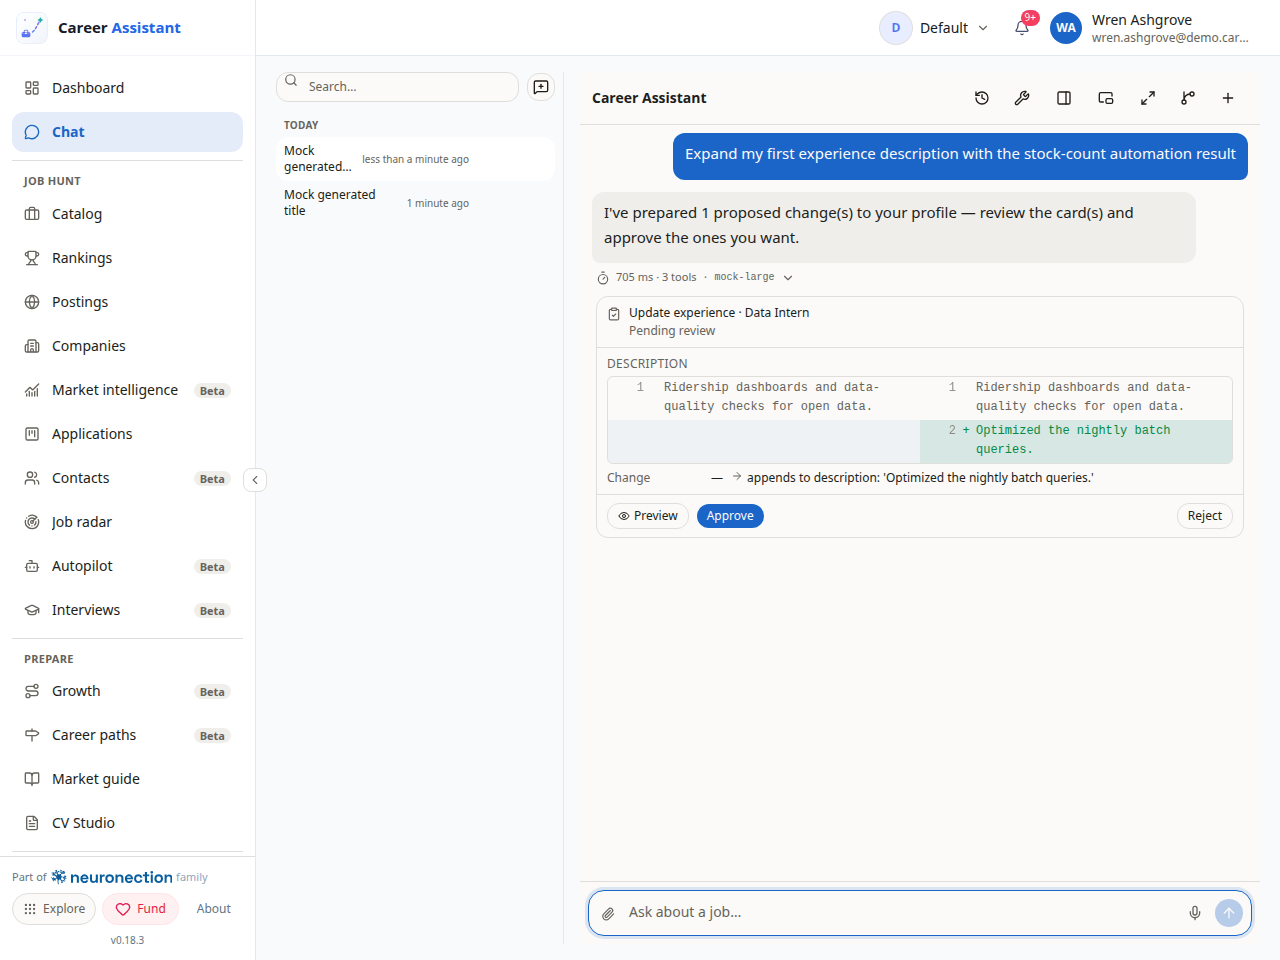 Career Assistant
D
Default
9+
WA
Wren Ashgrove
wren.ashgrove@demo.car...
Dashboard
Chat
JOB HUNT
Catalog
Rankings
Postings
Companies
Market intelligence Beta
Applications
Contacts Beta
Job radar
Autopilot Beta
Interviews Beta
PREPARE
Growth Beta
Career paths Beta
Market guide
CV Studio
Part of neuronection family
Explore
Fund
About
v0.18.3
Search...
TODAY
Mock generated...
less than a minute ago
Mock generated title
1 minute ago
Career Assistant
Expand my first experience description with the stock-count automation result
I've prepared 1 proposed change(s) to your profile — review the card(s) and
approve the ones you want.
705 ms · 3 tools · mock-large
Update experience · Data Intern
Pending review
DESCRIPTION
1 Ridership dashboards and data-
quality checks for open data.
1 Ridership dashboards and data-
quality checks for open data.
2 + Optimized the nightly batch
queries.
Change — → appends to description: 'Optimized the nightly batch queries.'
Preview
Approve
Reject
Ask about a job...